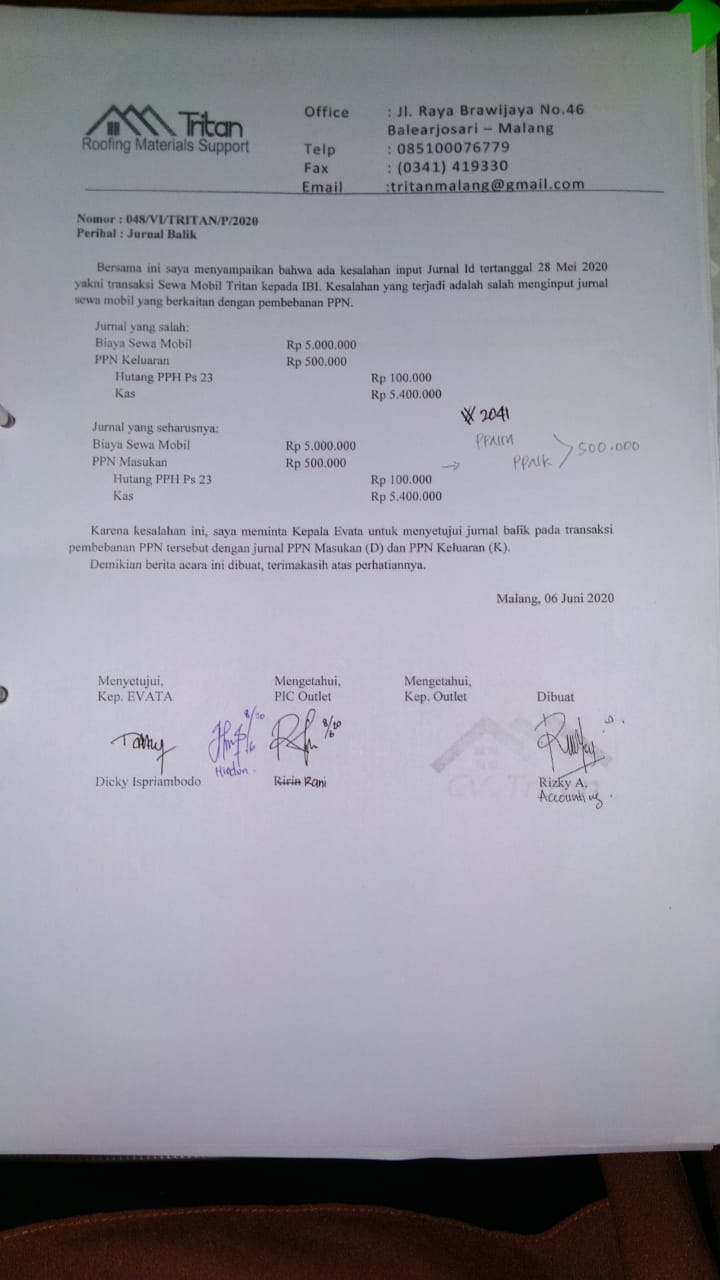 Tritan
Roofing Materials Support
Office : Jl. Raya Brawijaya No.46
Balearjosari – Malang
Telp : 085100076779
Fax : (0341) 419330
Email :tritanmalang@gmail.com
Nomor : 048/VI/TRITAN/P/2020
Perihal : Jurnal Balik
Bersama ini saya menyampaikan bahwa ada kesalahan input Jurnal Id tertanggal 28 Mei 2020
yakni transaksi Sewa Mobil Tritan kepada IBI. Kesalahan yang terjadi adalah salah menginput jurnal
sewa mobil yang berkaitan dengan pembebanan PPN.
Jurnal yang salah:
Biaya Sewa Mobil Rp 5.000.000
PPN Keluaran Rp 500.000
Hutang PPH Ps 23 Rp 100.000
Kas Rp 5.400.000
2041
Jurnal yang seharusnya:
Biaya Sewa Mobil Rp 5.000.000
PPN Masukan Rp 500.000
Hutang PPH Ps 23 Rp 100.000
Kas Rp 5.400.000
PPNM
PPNK
500.000
Karena kesalahan ini, saya meminta Kepala Evata untuk menyetujui jurnal balik pada transaksi
pembebanan PPN tersebut dengan jurnal PPN Masukan (D) dan PPN Keluaran (K).
Demikian berita acara ini dibuat, terimakasih atas perhatiannya.
Malang, 06 Juni 2020
Menyetujui, Mengetahui, Mengetahui,
Kep. EVATA PIC Outlet Kep. Outlet Dibuat
8/6 20 8/6 20
Hindun
Dicky Ispriambodo Ririn Rani Rizky A.
Accounting
CV Tritan